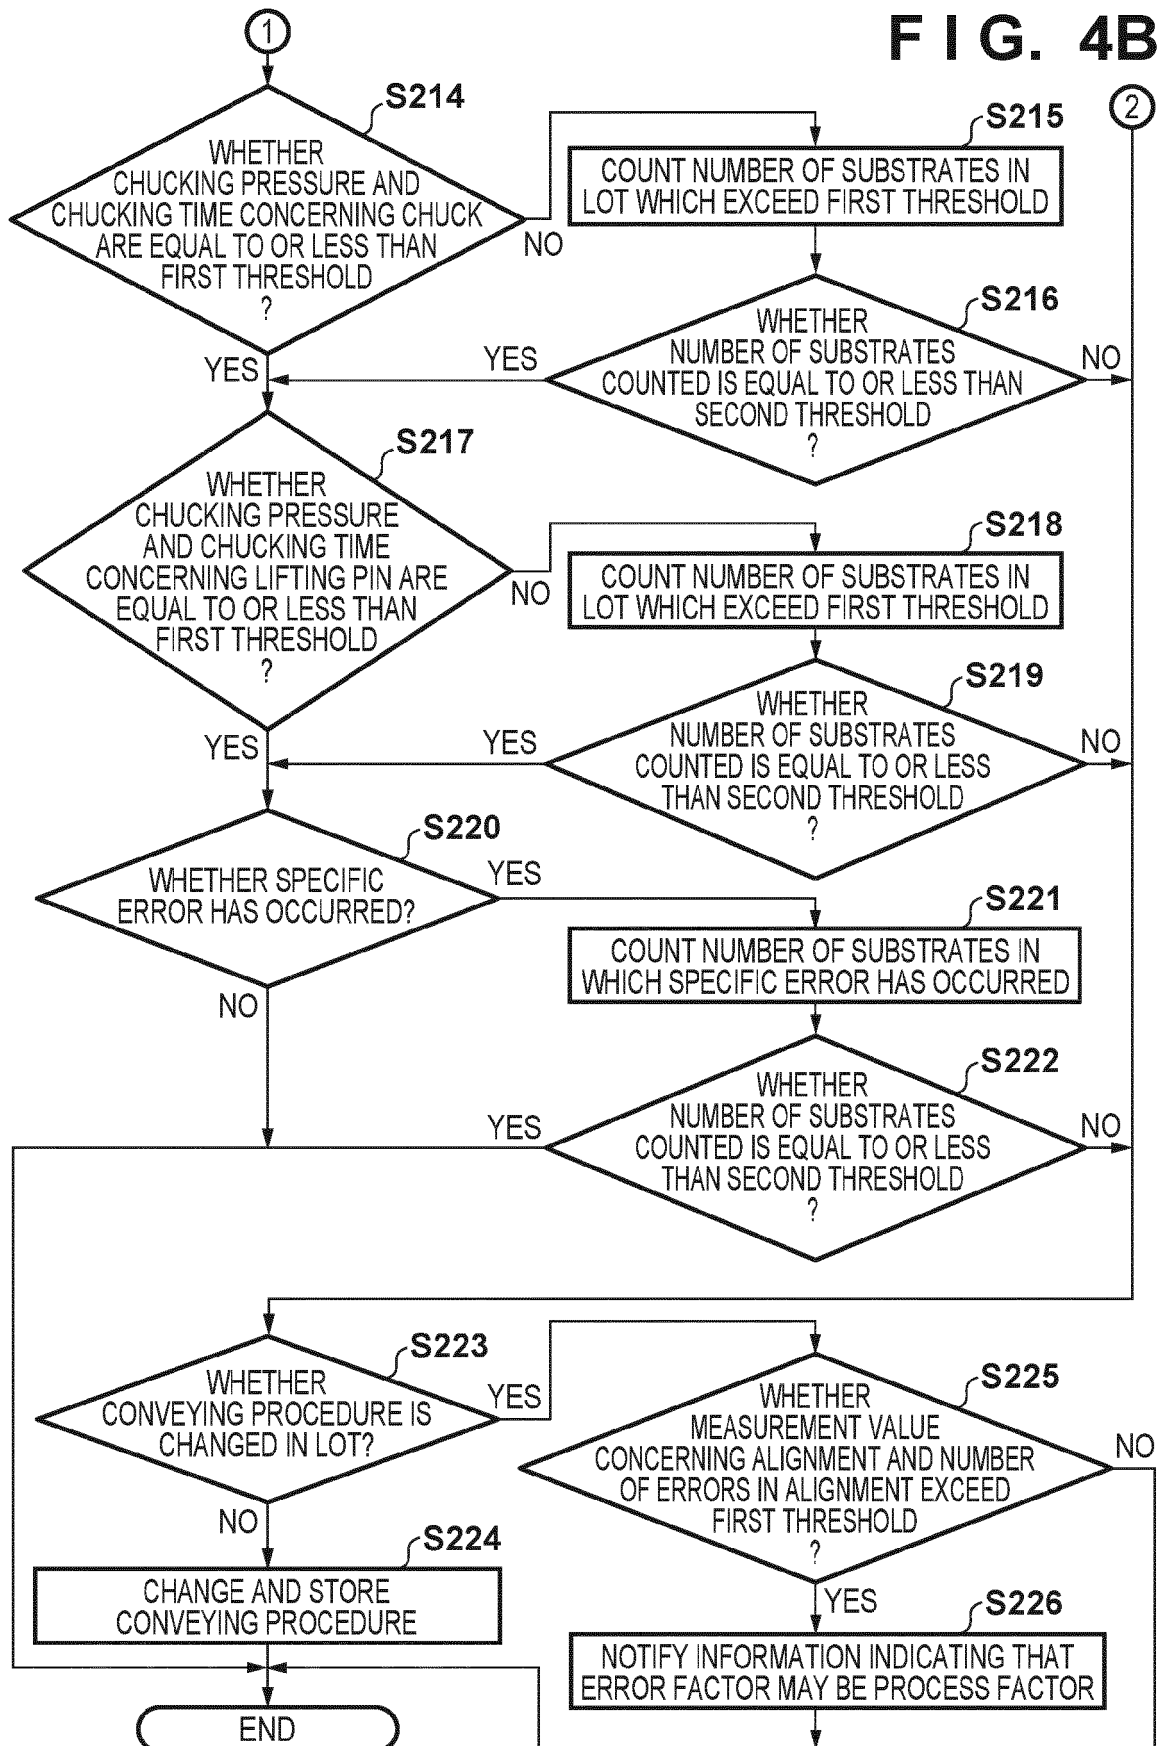 FIG. 4B
1
2
S214
WHETHER
CHUCKING PRESSURE AND
CHUCKING TIME CONCERNING CHUCK
ARE EQUAL TO OR LESS THAN
FIRST THRESHOLD
?
NO
YES
S215
COUNT NUMBER OF SUBSTRATES IN
LOT WHICH EXCEED FIRST THRESHOLD
S216
WHETHER
NUMBER OF SUBSTRATES
COUNTED IS EQUAL TO OR LESS THAN
SECOND THRESHOLD
?
YES
NO
S217
WHETHER
CHUCKING PRESSURE
AND CHUCKING TIME
CONCERNING LIFTING PIN ARE
EQUAL TO OR LESS THAN
FIRST THRESHOLD
?
NO
YES
S218
COUNT NUMBER OF SUBSTRATES IN
LOT WHICH EXCEED FIRST THRESHOLD
S219
WHETHER
NUMBER OF SUBSTRATES
COUNTED IS EQUAL TO OR LESS
THAN SECOND THRESHOLD
?
YES
NO
S220
WHETHER SPECIFIC
ERROR HAS OCCURRED?
YES
NO
S221
COUNT NUMBER OF SUBSTRATES IN
WHICH SPECIFIC ERROR HAS OCCURRED
S222
WHETHER
NUMBER OF SUBSTRATES
COUNTED IS EQUAL TO OR LESS
THAN SECOND THRESHOLD
?
YES
NO
S223
WHETHER
CONVEYING PROCEDURE IS
CHANGED IN LOT?
YES
NO
S224
CHANGE AND STORE
CONVEYING PROCEDURE
S225
WHETHER
MEASUREMENT VALUE
CONCERNING ALIGNMENT AND NUMBER
OF ERRORS IN ALIGNMENT EXCEED
FIRST THRESHOLD
?
NO
YES
S226
NOTIFY INFORMATION INDICATING THAT
ERROR FACTOR MAY BE PROCESS FACTOR
END